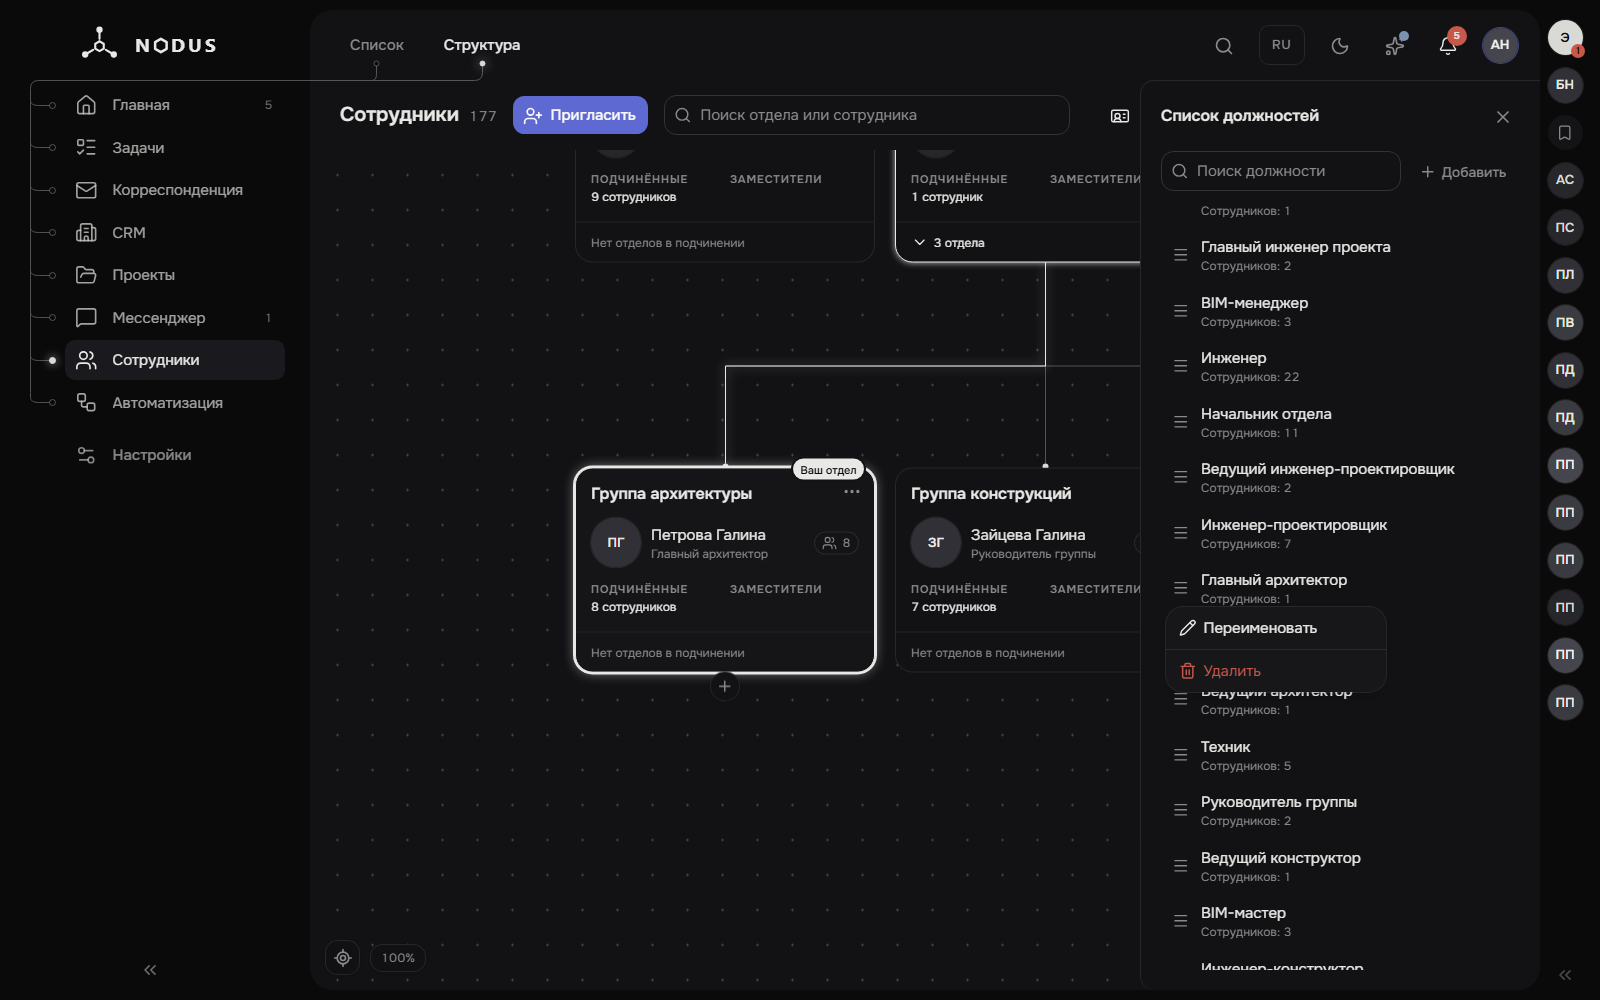 NODUS
Главная 5
Задачи
Корреспонденция
CRM
Проекты
Мессенджер 1
Сотрудники
Автоматизация
Настройки
Список Структура
RU
5
АН
Сотрудники 177
Пригласить
Поиск отдела или сотрудника
ПОДЧИНЁННЫЕ ЗАМЕСТИТЕЛИ
9 сотрудников
Нет отделов в подчинении
ПОДЧИНЁННЫЕ ЗАМЕСТИТЕЛИ
1 сотрудник
3 отдела
Ваш отдел
Группа архитектуры
ПГ
Петрова Галина
Главный архитектор
8
ПОДЧИНЁННЫЕ ЗАМЕСТИТЕЛИ
8 сотрудников
Нет отделов в подчинении
Группа конструкций
ЗГ
Зайцева Галина
Руководитель группы
ПОДЧИНЁННЫЕ ЗАМЕСТИТЕЛИ
7 сотрудников
Нет отделов в подчинении
100%
Список должностей
Поиск должности
Добавить
Сотрудников: 1
Главный инженер проекта
Сотрудников: 2
BIM-менеджер
Сотрудников: 3
Инженер
Сотрудников: 22
Начальник отдела
Сотрудников: 11
Ведущий инженер-проектировщик
Сотрудников: 2
Инженер-проектировщик
Сотрудников: 7
Главный архитектор
Сотрудников: 1
Переименовать
Удалить
Ведущий архитектор
Сотрудников: 1
Техник
Сотрудников: 5
Руководитель группы
Сотрудников: 2
Ведущий конструктор
Сотрудников: 1
BIM-мастер
Сотрудников: 3
Инженер-конструктор
Э
1
БН
АС
ПС
ПЛ
ПВ
ПД
ПД
ПП
ПП
ПП
ПП
ПП
ПП